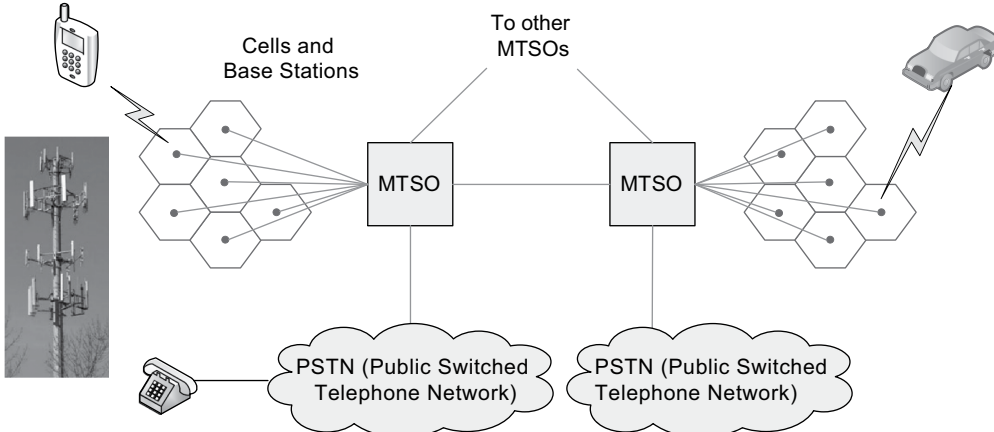 To other
MTSOs
Cells and
Base Stations
MTSO
MTSO
PSTN (Public Switched
Telephone Network)
PSTN (Public Switched
Telephone Network)